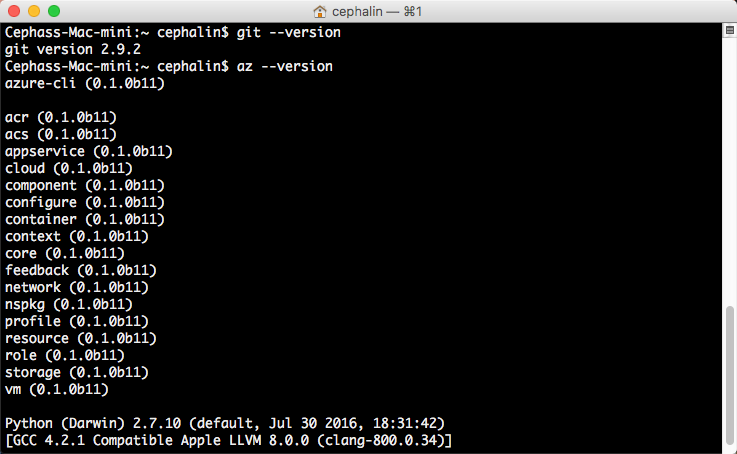 cephalin — ⌘1
Cephass-Mac-mini:~ cephalin$ git --version
git version 2.9.2
Cephass-Mac-mini:~ cephalin$ az --version
azure-cli (0.1.0b11)
acr (0.1.0b11)
acs (0.1.0b11)
appservice (0.1.0b11)
cloud (0.1.0b11)
component (0.1.0b11)
configure (0.1.0b11)
container (0.1.0b11)
context (0.1.0b11)
core (0.1.0b11)
feedback (0.1.0b11)
network (0.1.0b11)
nspkg (0.1.0b11)
profile (0.1.0b11)
resource (0.1.0b11)
role (0.1.0b11)
storage (0.1.0b11)
vm (0.1.0b11)
Python (Darwin) 2.7.10 (default, Jul 30 2016, 18:31:42)
[GCC 4.2.1 Compatible Apple LLVM 8.0.0 (clang-800.0.34)]